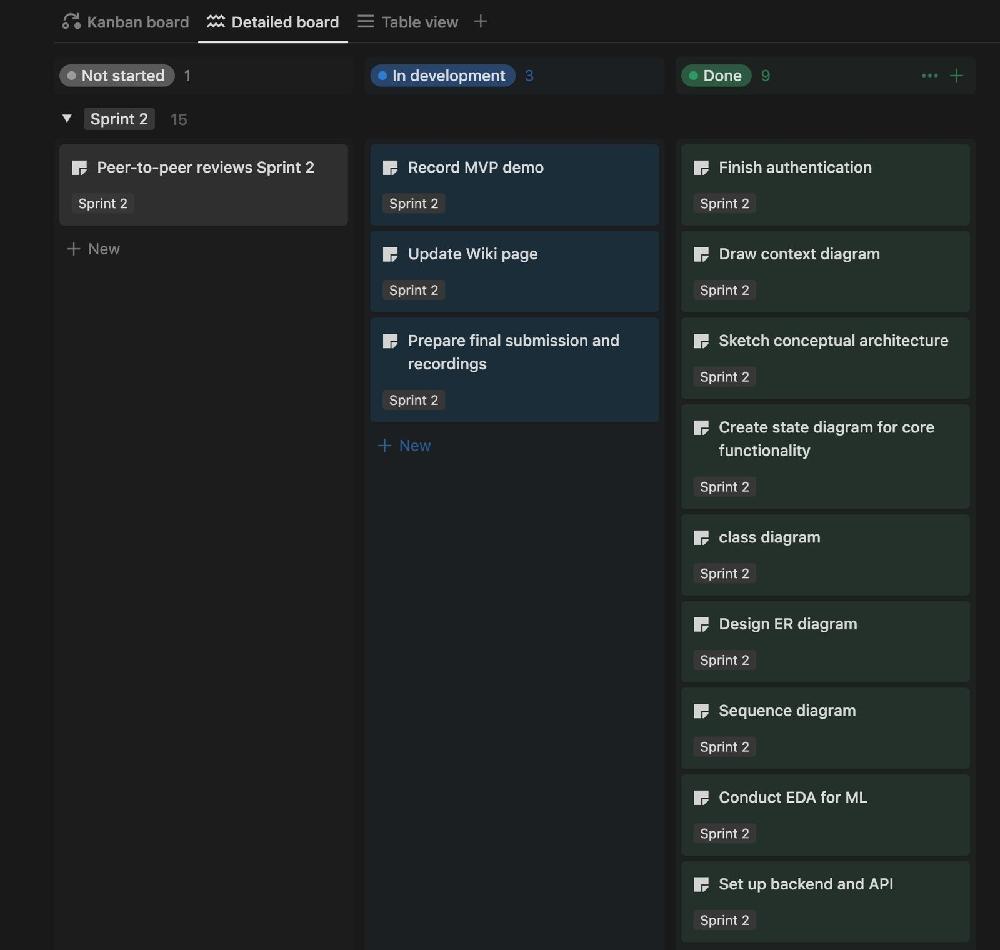 Kanban board
Detailed board
Table view
Not started 1
In development 3
Done 9
Sprint 2 15
Peer-to-peer reviews Sprint 2
Sprint 2
New
Record MVP demo
Sprint 2
Update Wiki page
Sprint 2
Prepare final submission and
recordings
Sprint 2
New
Finish authentication
Sprint 2
Draw context diagram
Sprint 2
Sketch conceptual architecture
Sprint 2
Create state diagram for core
functionality
Sprint 2
class diagram
Sprint 2
Design ER diagram
Sprint 2
Sequence diagram
Sprint 2
Conduct EDA for ML
Sprint 2
Set up backend and API
Sprint 2